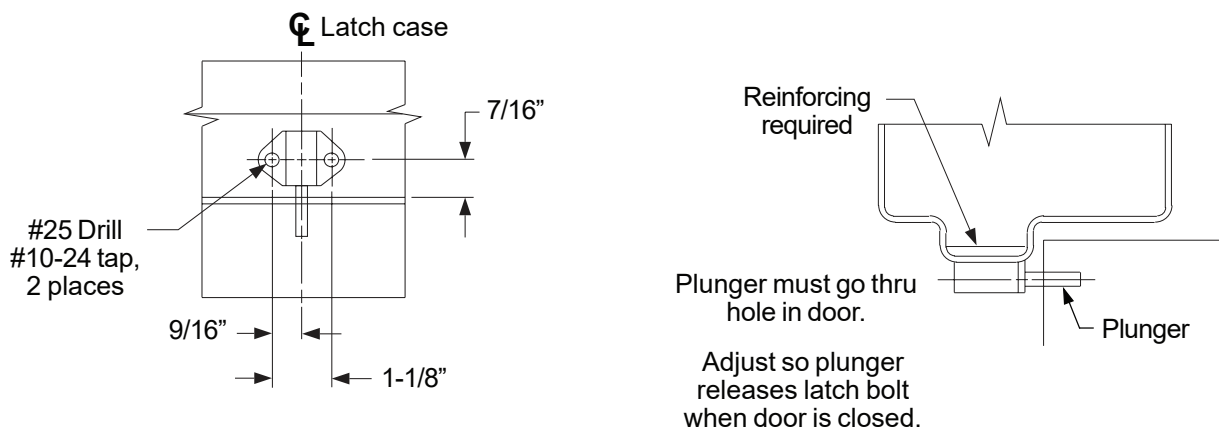 ℄ Latch case
7/16”
#25 Drill
#10-24 tap,
2 places
9/16”
1-1/8”
Reinforcing
required
Plunger must go thru
hole in door.
Plunger
Adjust so plunger
releases latch bolt
when door is closed.